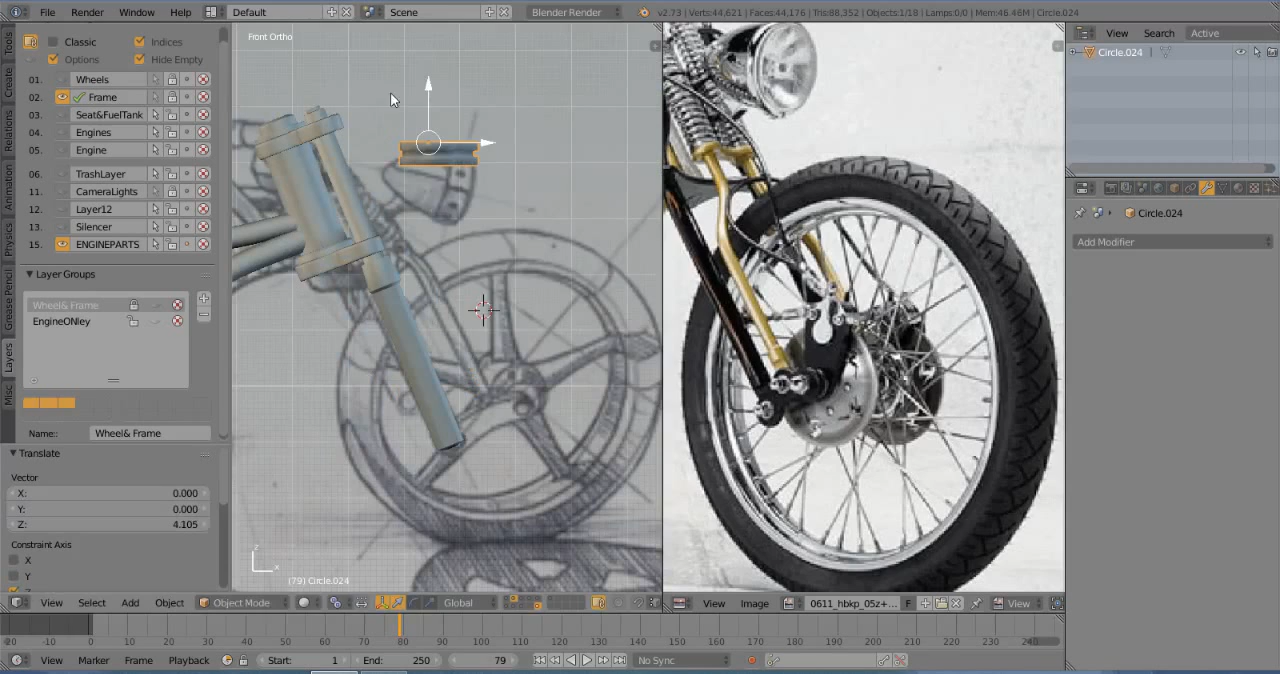 File Render Window Help Default Scene Blender Render v2.73 | Verts:44,621 | Faces:44,176 | Tris:88,352 | Objects:1/18 | Lamps:0/0 | Mem:46.46M | Circle.024
Tools
Create
Relations
Animation
Physics
Grease Pencil
Layers
Misc
Classic Indices
Options Hide Empty
01. Wheels
02. Frame
03. Seat&FuelTank
04. Engines
05. Engine
06. TrashLayer
11. CameraLights
12. Layer12
13. Silencer
15. ENGINEPARTS
Layer Groups
Wheel& Frame
EngineONley
Name:: Wheel& Frame
Translate
Vector
X: 0.000
Y: 0.000
Z: 4.105
Constraint Axis
X
Y
Front Ortho
z
x
(79) Circle.024
View Select Add Object Object Mode Global
View Image 0611_hbkp_05z+... F View
View Search Active
Circle.024
Circle.024
Add Modifier
-20 -10 0 10 20 30 40 50 60 70 80 90 100 110 120 130 140 150 160 170 180 190 200 210 220 230
View Marker Frame Playback Start: 1 End: 250 79 No Sync